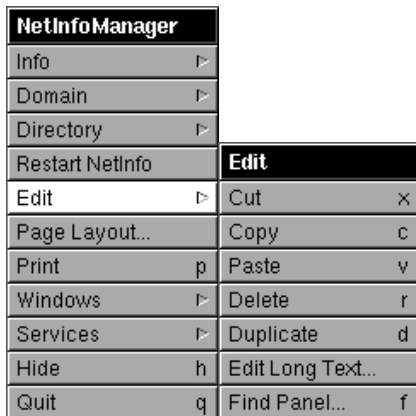 NetInfoManager
Info
Domain
Directory
Restart NetInfo
Edit
Page Layout...
Print p
Windows
Services
Hide h
Quit q
Edit
Cut x
Copy c
Paste v
Delete r
Duplicate d
Edit Long Text...
Find Panel... f